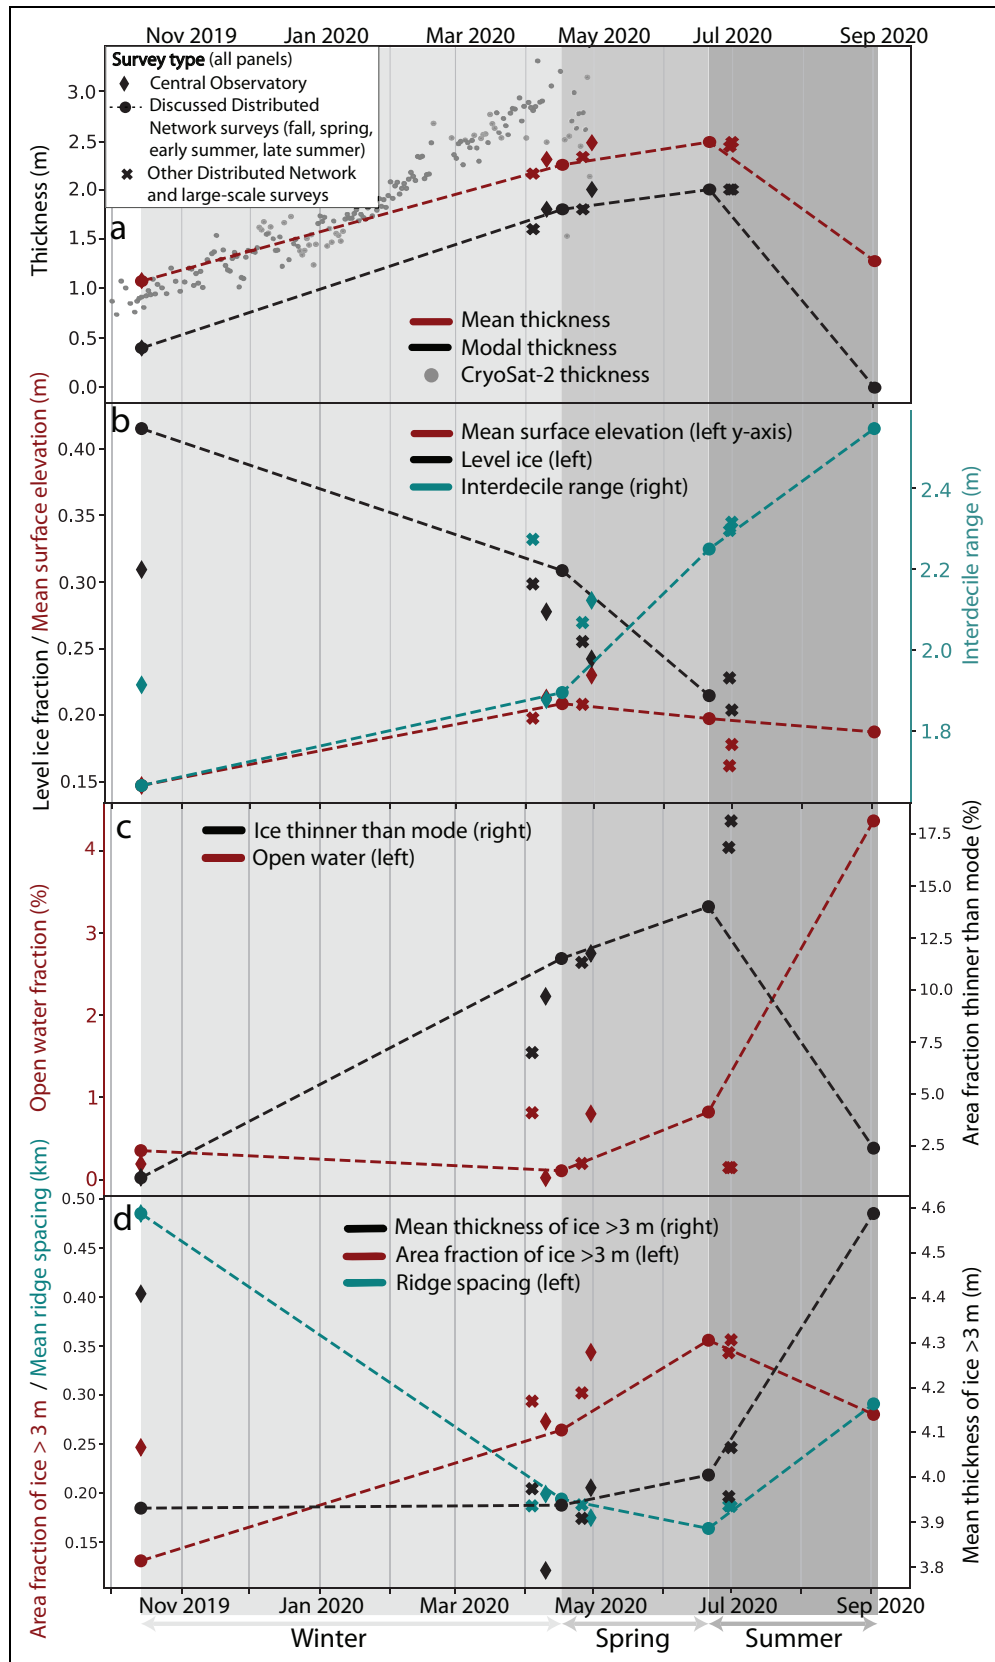 Nov 2019 Jan 2020 Mar 2020 May 2020 Jul 2020 Sep 2020
Survey type (all panels)
Central Observatory
Discussed Distributed
Network surveys (fall, spring,
early summer, late summer)
Other Distributed Network
and large-scale surveys
a
Thickness (m)
3.0
2.5
2.0
1.5
1.0
0.5
0.0
Mean thickness
Modal thickness
CryoSat-2 thickness
b
Level ice fraction / Mean surface elevation (m)
0.40
0.35
0.30
0.25
0.20
0.15
Mean surface elevation (left y-axis)
Level ice (left)
Interdecile range (right)
2.4
2.2
2.0
1.8
Interdecile range (m)
c
Open water fraction (%)
4
3
2
1
0
Ice thinner than mode (right)
Open water (left)
17.5
15.0
12.5
10.0
7.5
5.0
2.5
Area fraction thinner than mode (%)
d
Area fraction of ice > 3 m / Mean ridge spacing (km)
0.50
0.45
0.40
0.35
0.30
0.25
0.20
0.15
Mean thickness of ice >3 m (right)
Area fraction of ice >3 m (left)
Ridge spacing (left)
4.6
4.5
4.4
4.3
4.2
4.1
4.0
3.9
3.8
Mean thickness of ice >3 m (m)
Nov 2019 Jan 2020 Mar 2020 May 2020 Jul 2020 Sep 2020
Winter Spring Summer